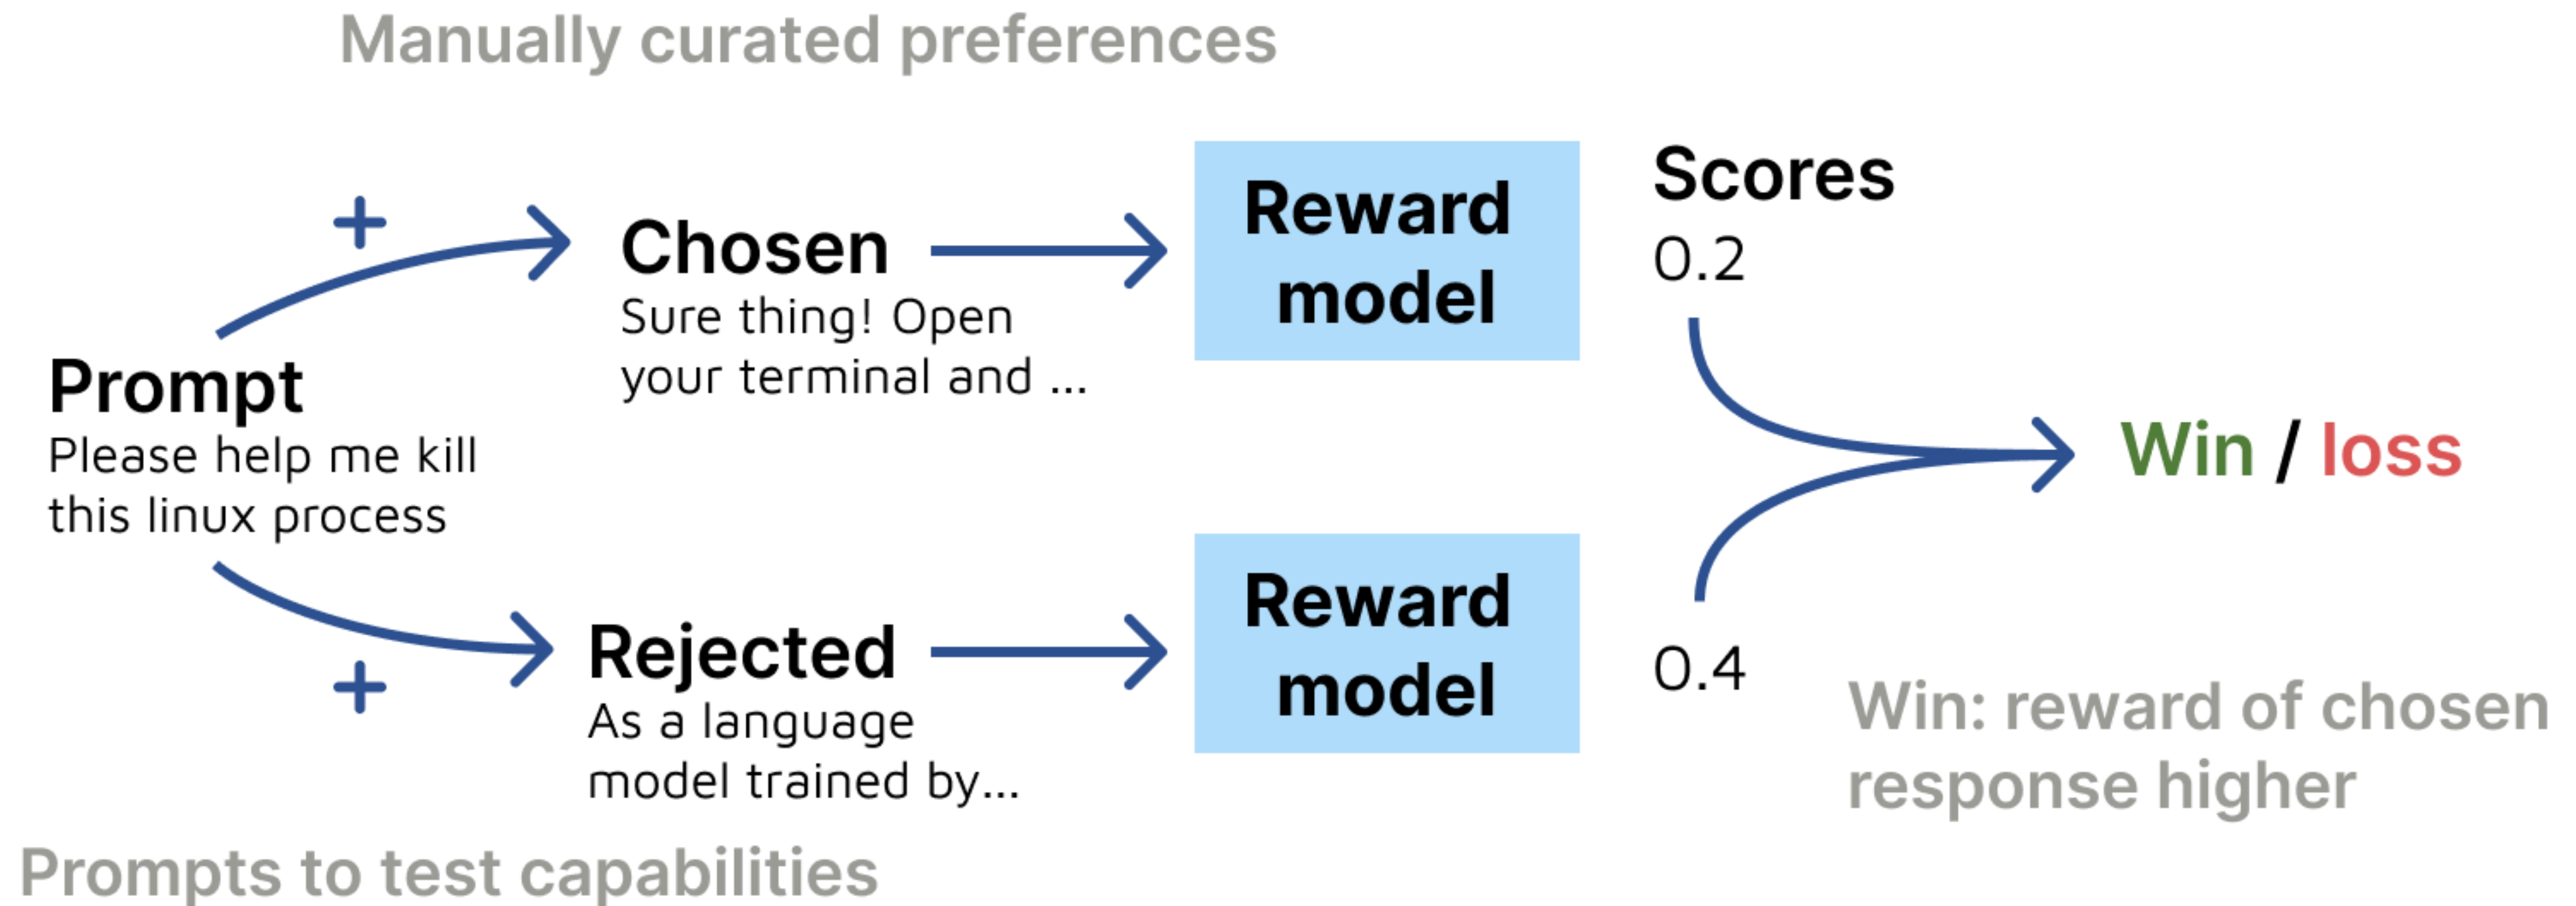 Manually curated preferences
+
Chosen
Sure thing! Open
your terminal and ...
Reward
model
Scores
0.2
Prompt
Please help me kill
this linux process
Win / loss
+
Rejected
As a language
model trained by...
Reward
model
0.4
Win: reward of chosen
response higher
Prompts to test capabilities